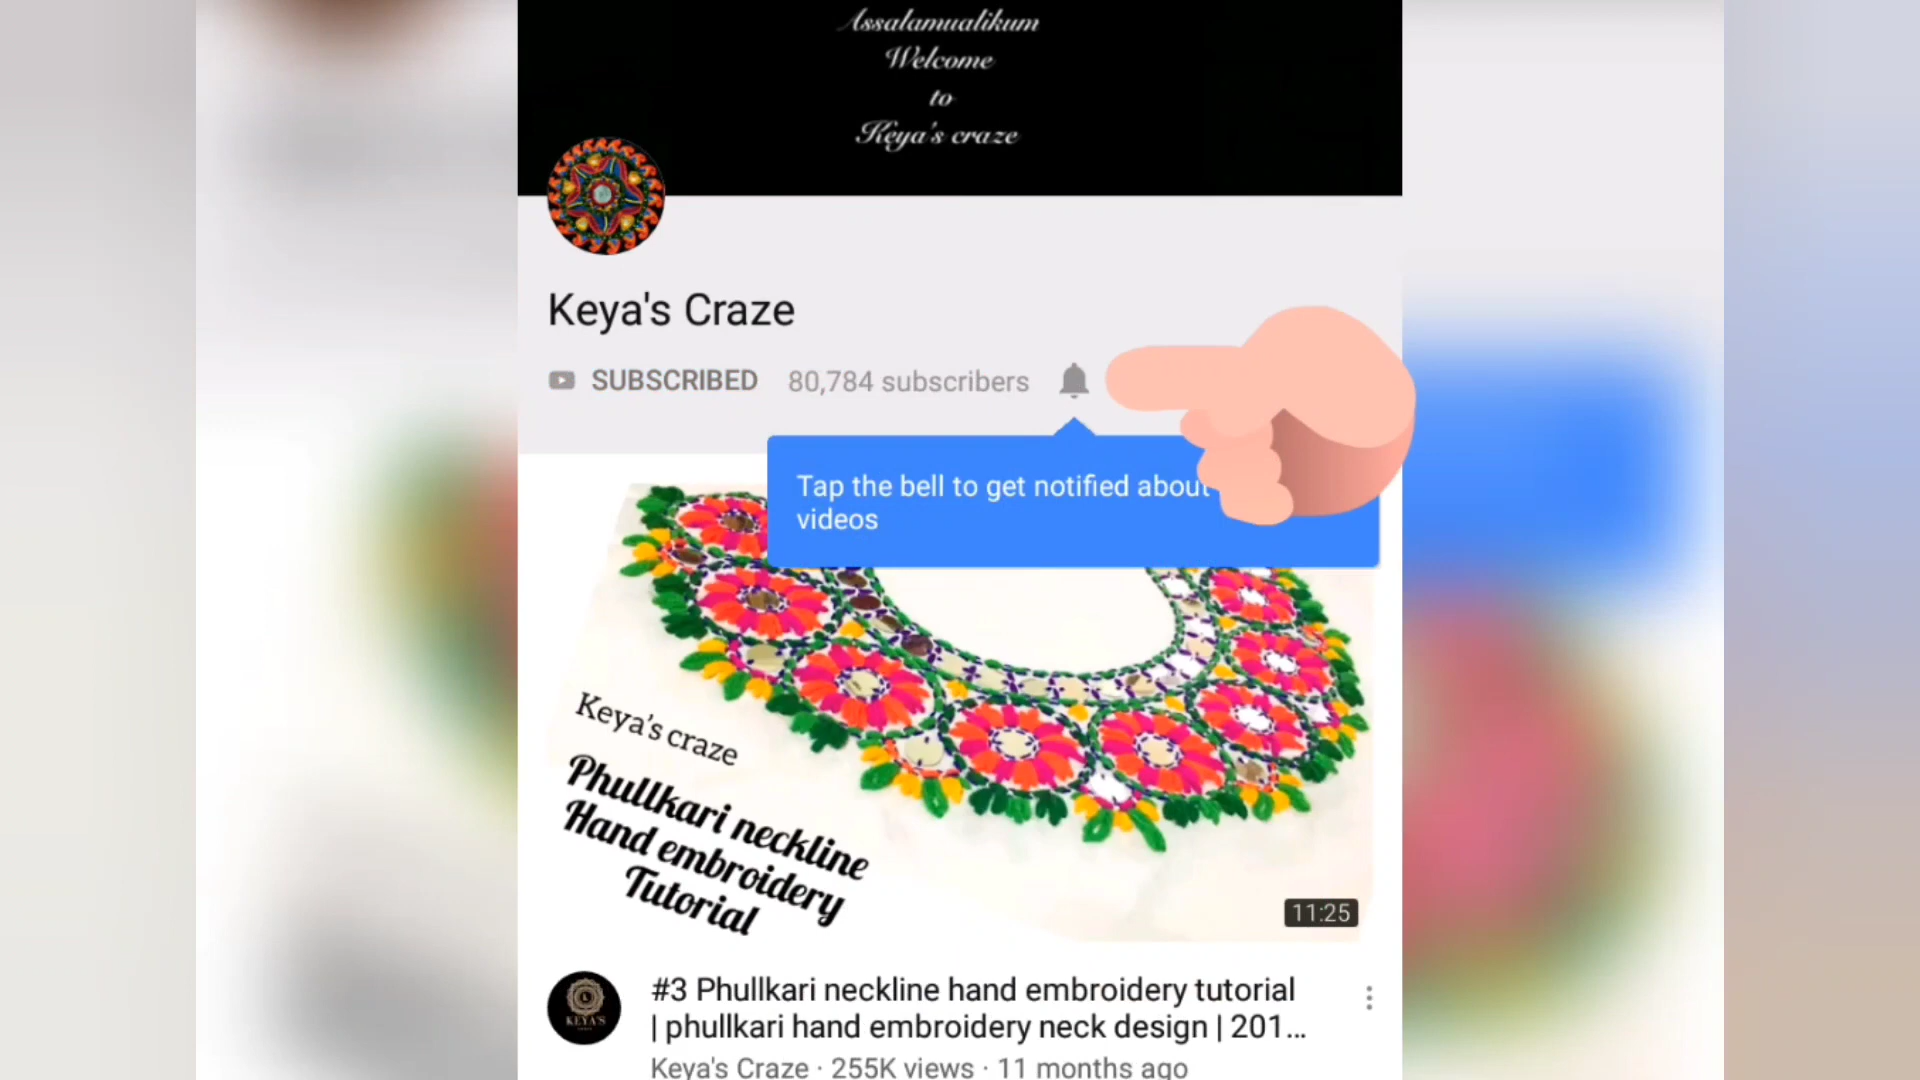 Assalamualikum
Welcome
to
Keya's craze
Keya's Craze
SUBSCRIBED 80,784 subscribers
Tap the bell to get notified about
videos
Keya's craze
Phullkari neckline
Hand embroidery
Tutorial
11:25
KEYA'S
#3 Phullkari neckline hand embroidery tutorial
| phullkari hand embroidery neck design | 201...
Keya's Craze · 255K views · 11 months ago